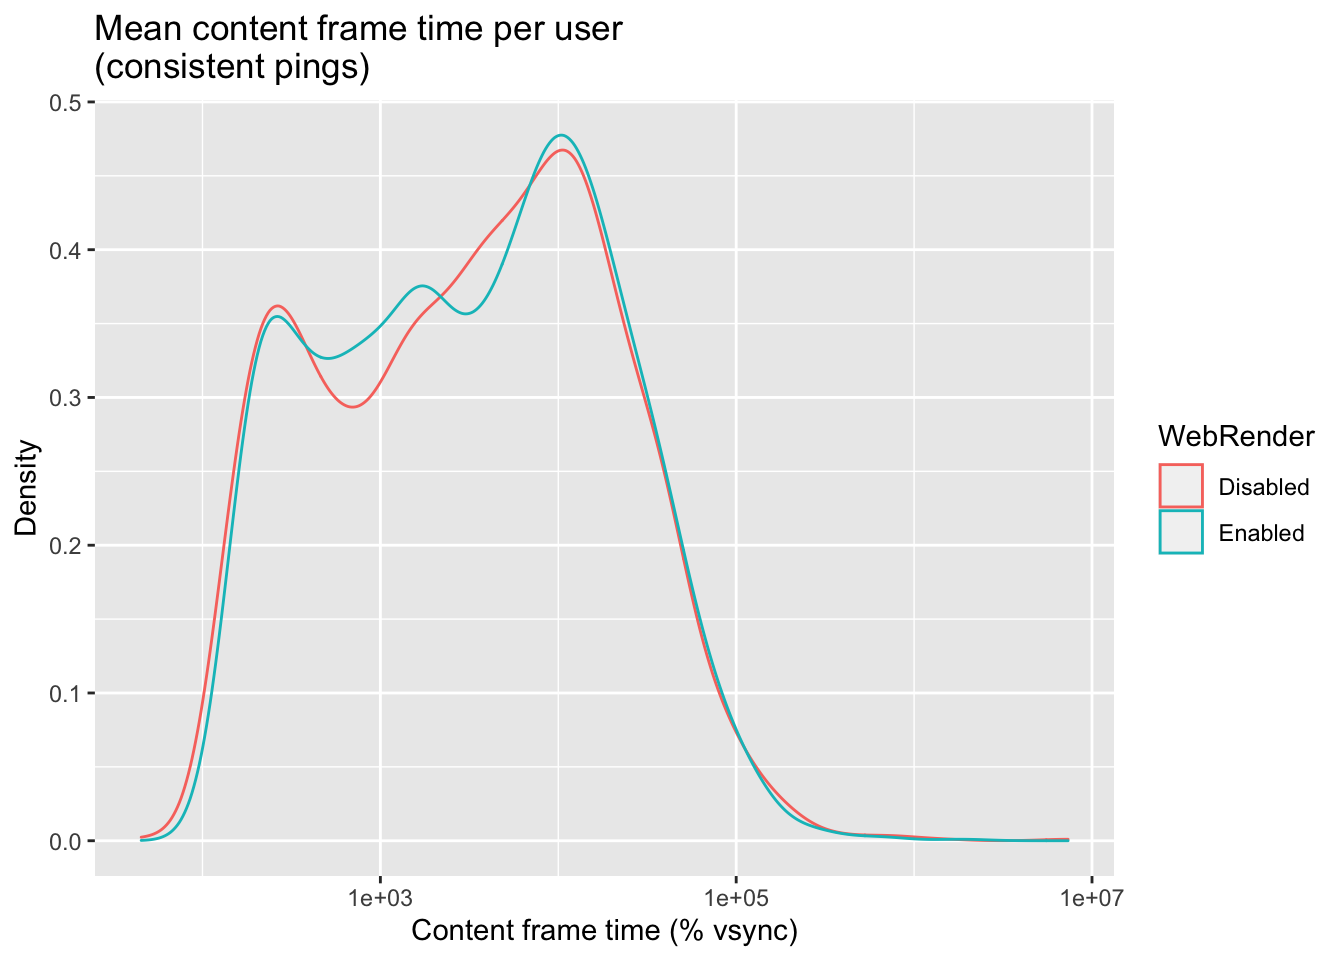 Mean content frame time per user
(consistent pings)
0.5
0.4
0.3
0.2
0.1
0.0
Density
1e+03
1e+05
1e+07
Content frame time (% vsync)
WebRender
Disabled
Enabled